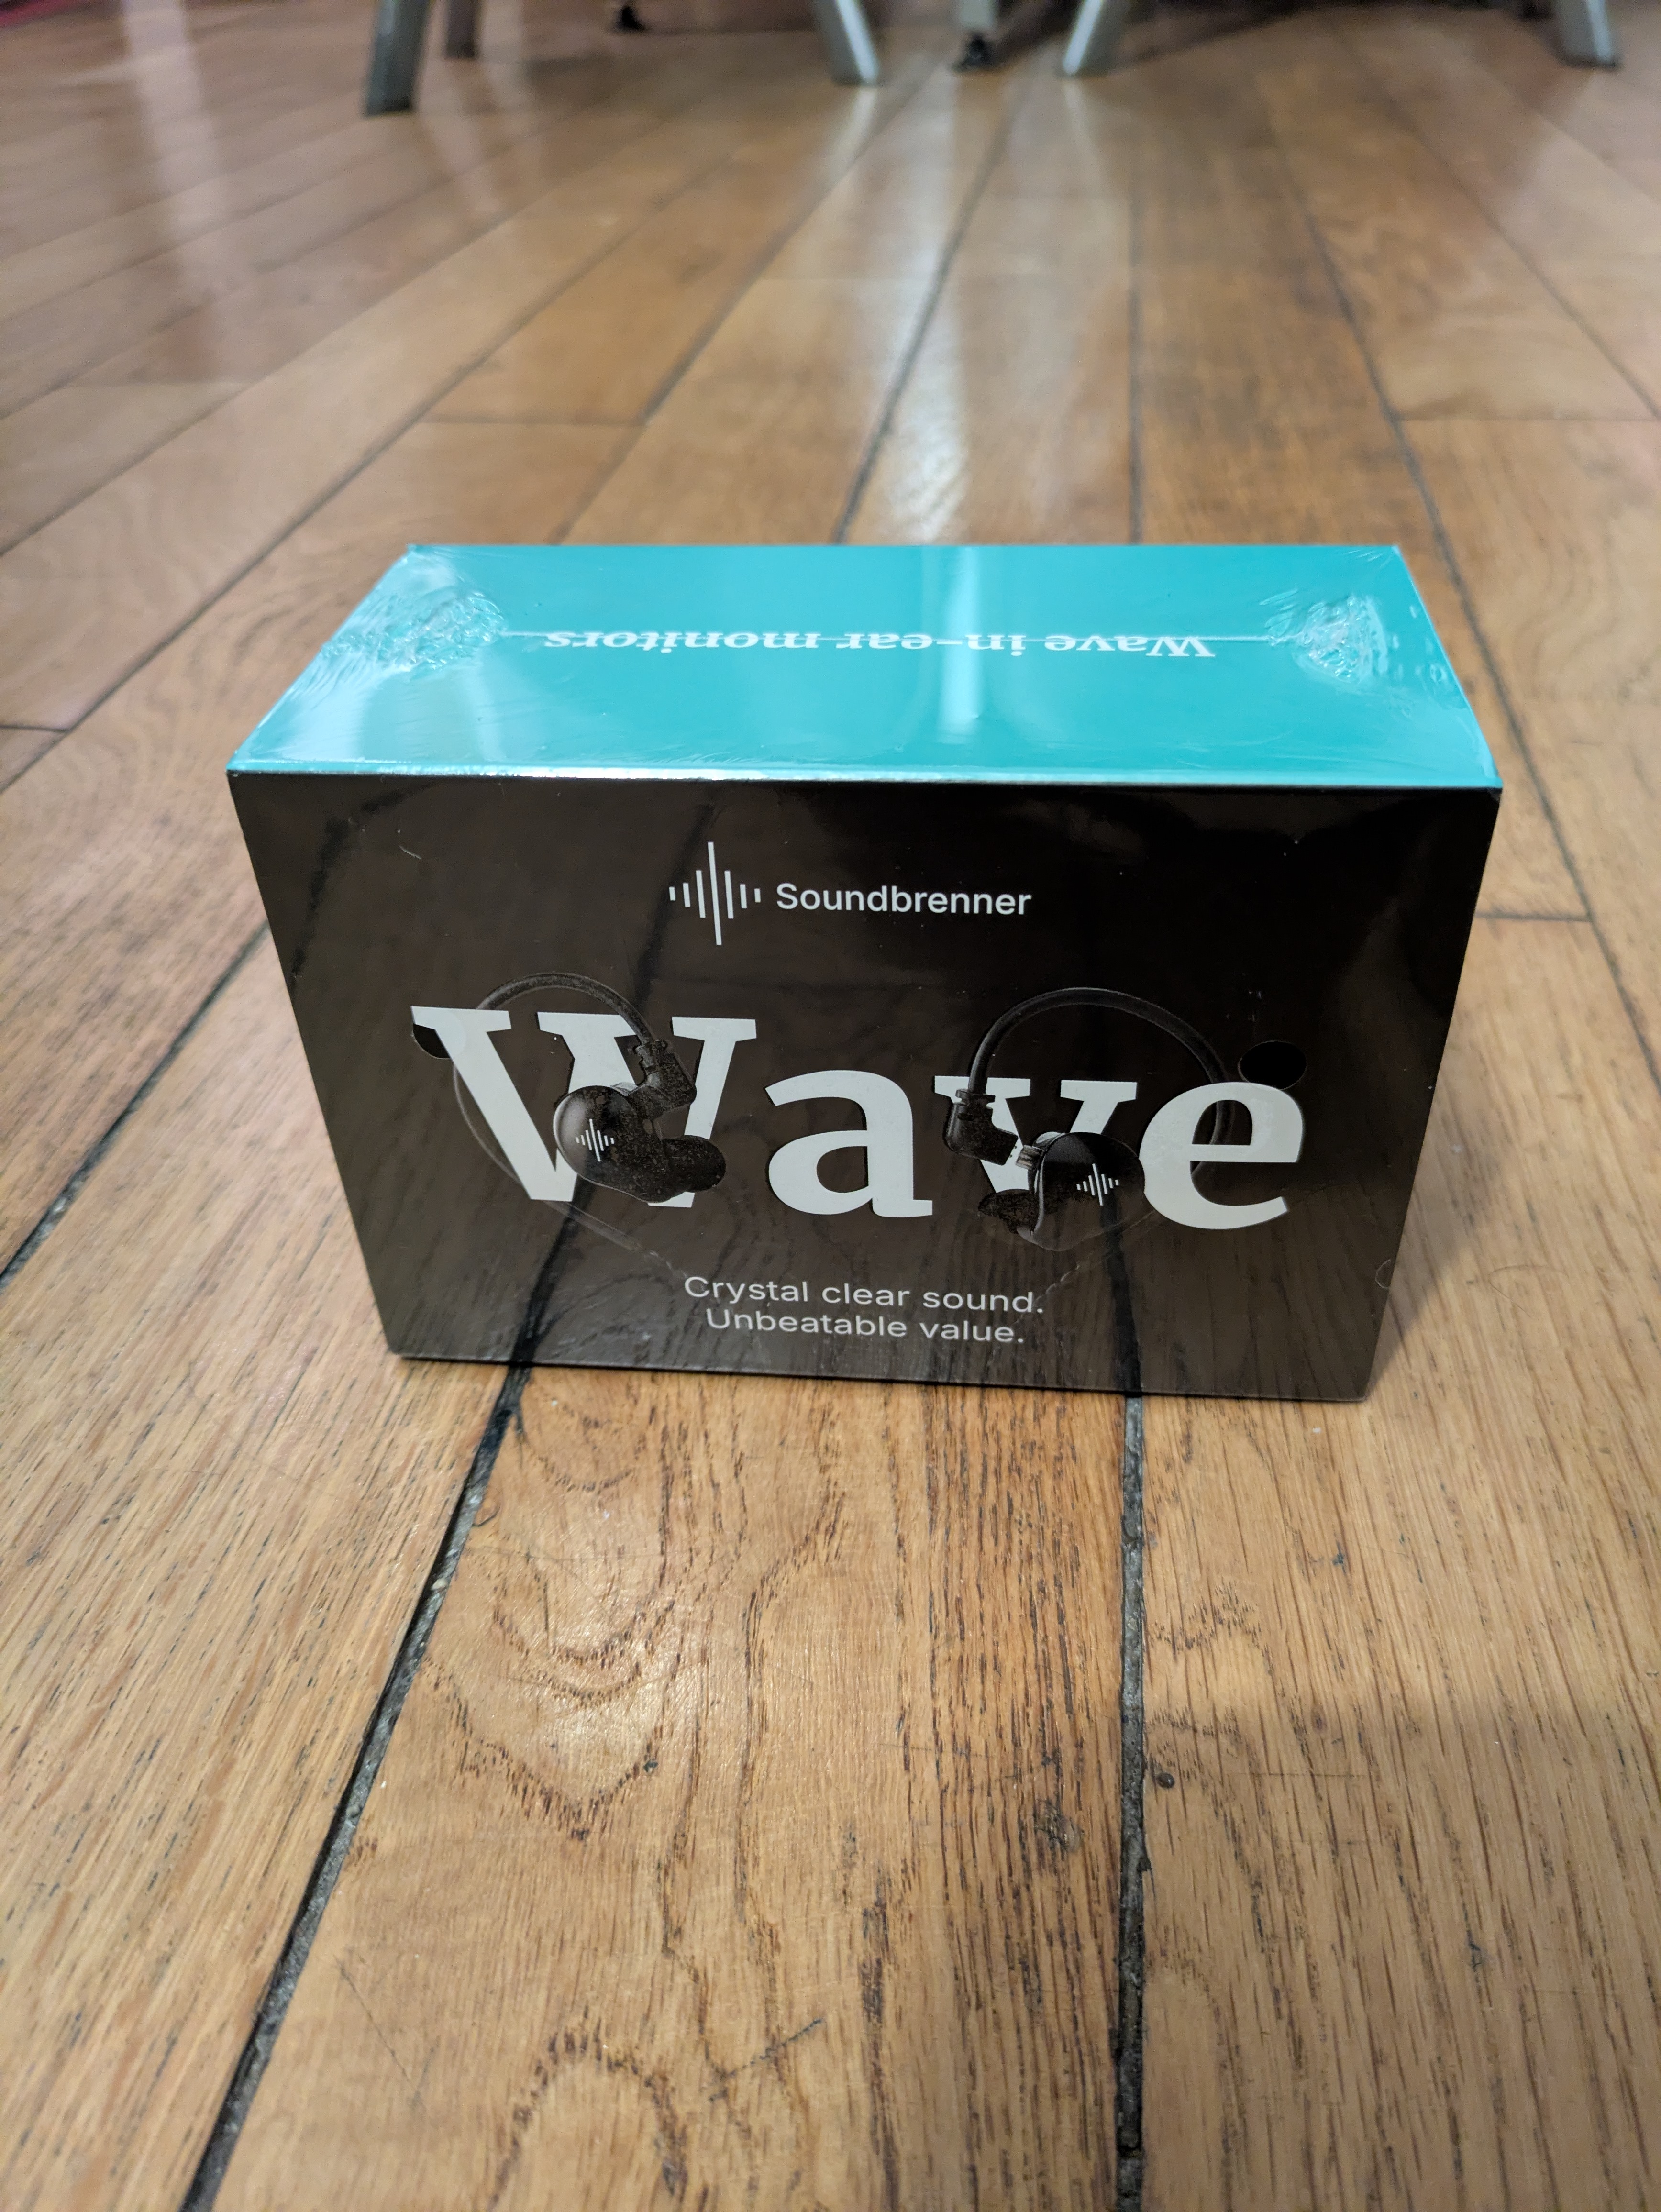 Wave in-ear monitors
Soundbrenner
Wave
Crystal clear sound.
Unbeatable value.